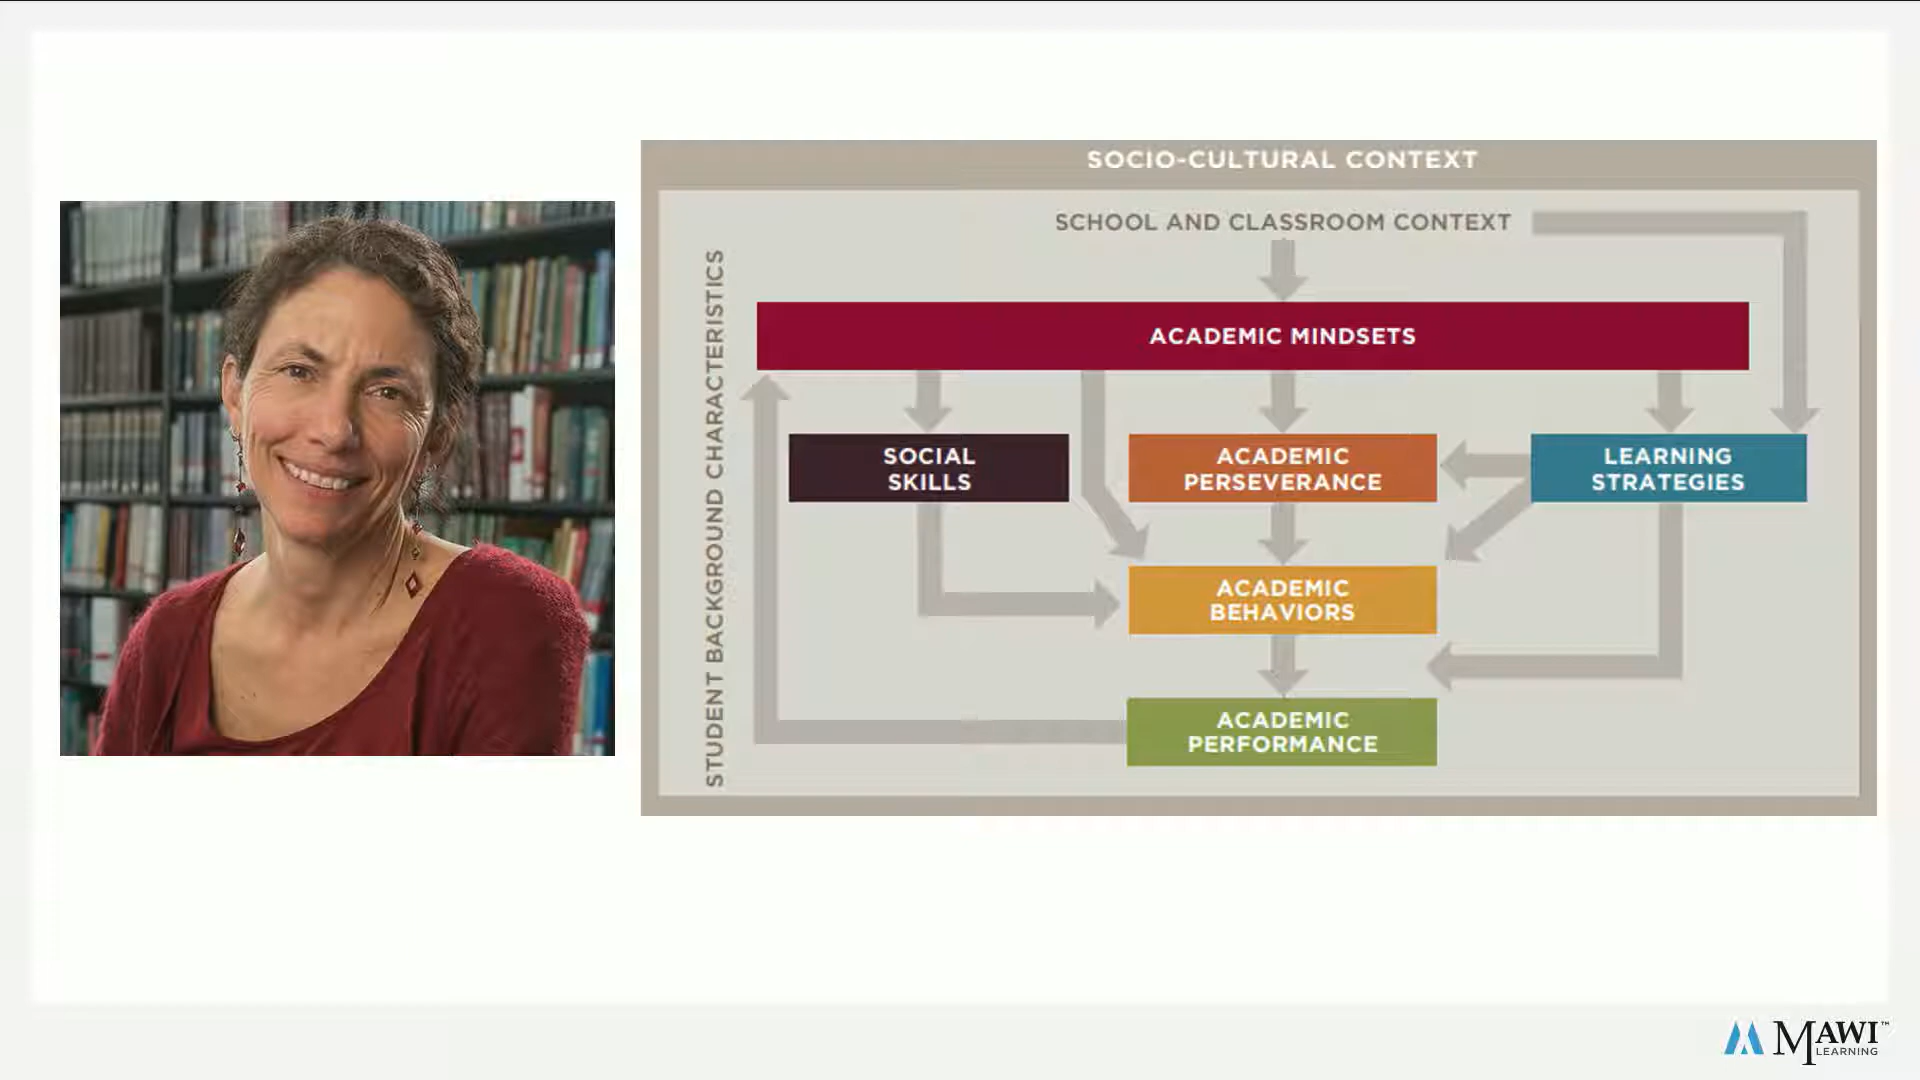 SOCIO-CULTURAL CONTEXT
SCHOOL AND CLASSROOM CONTEXT
STUDENT BACKGROUND CHARACTERISTICS
ACADEMIC MINDSETS
SOCIAL
SKILLS
ACADEMIC
PERSEVERANCE
LEARNING
STRATEGIES
ACADEMIC
BEHAVIORS
ACADEMIC
PERFORMANCE
MAWI™
LEARNING